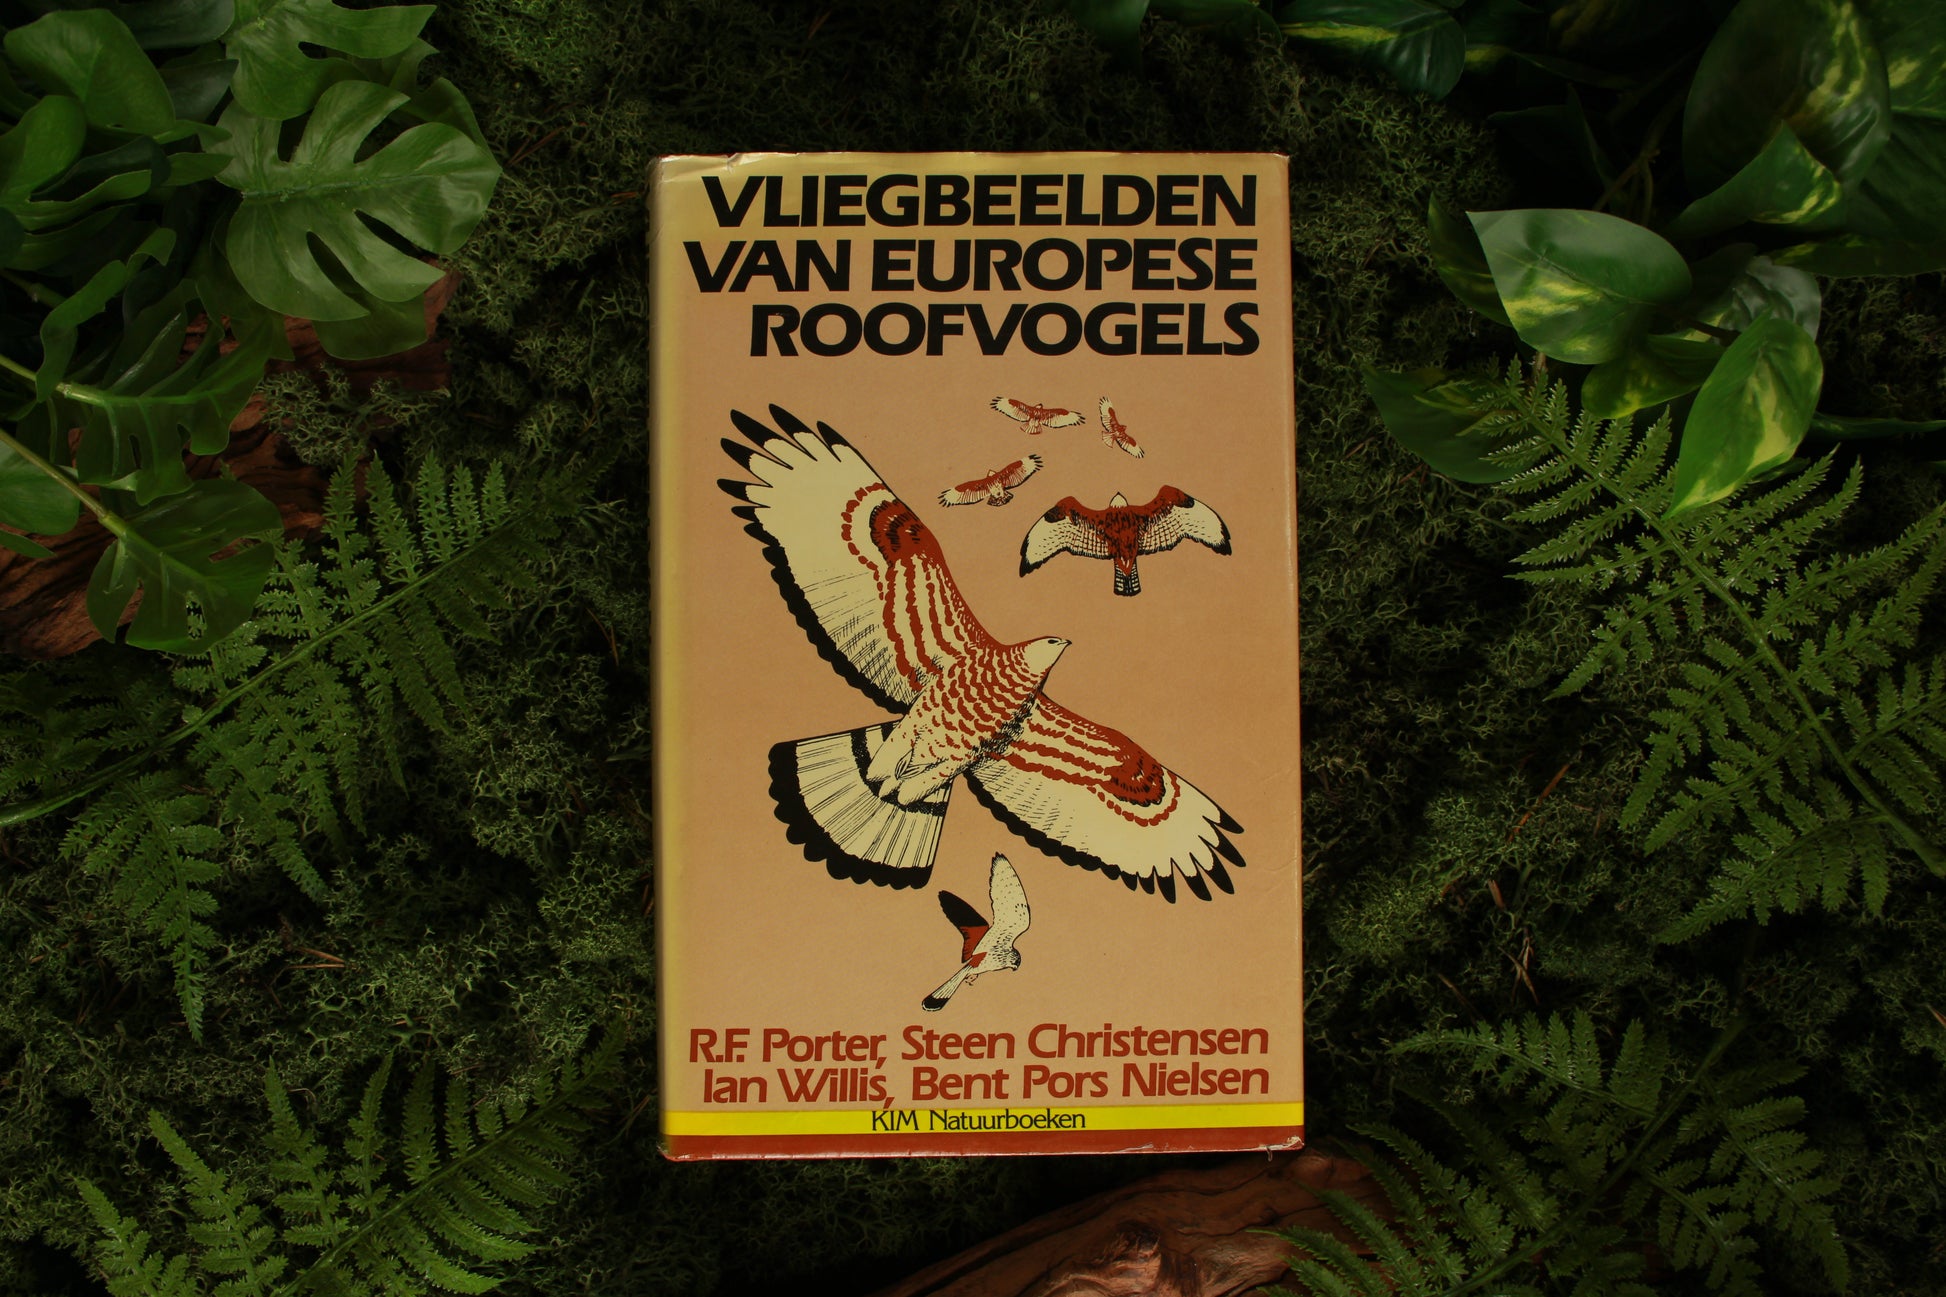 VLIEGBEELDEN
VAN EUROPESE
ROOFVOGELS
R.F. Porter, Steen Christensen
Ian Willis, Bent Pors Nielsen
KIM Natuurboeken